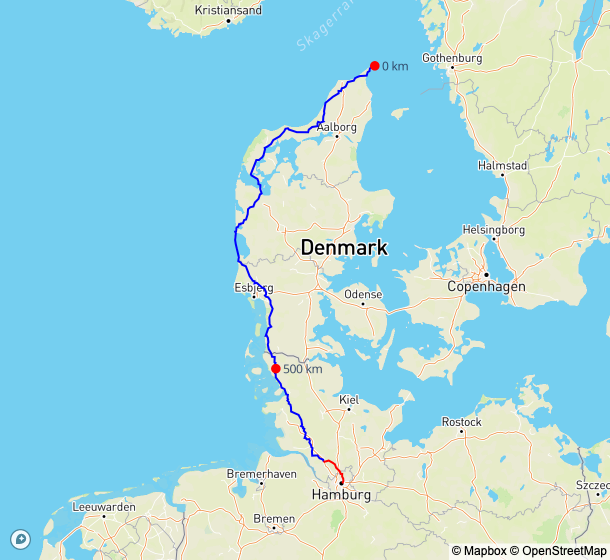 Kristiansand
Skagerra
Gothenburg
0 km
Aalborg
Halmstad
Helsingborg
Denmark
Copenhagen
Esbjerg
Odense
500 km
Kiel
Rostock
Hamburg
Bremerhaven
Szczec
Leeuwarden
Bremen
© Mapbox © OpenStreetMap